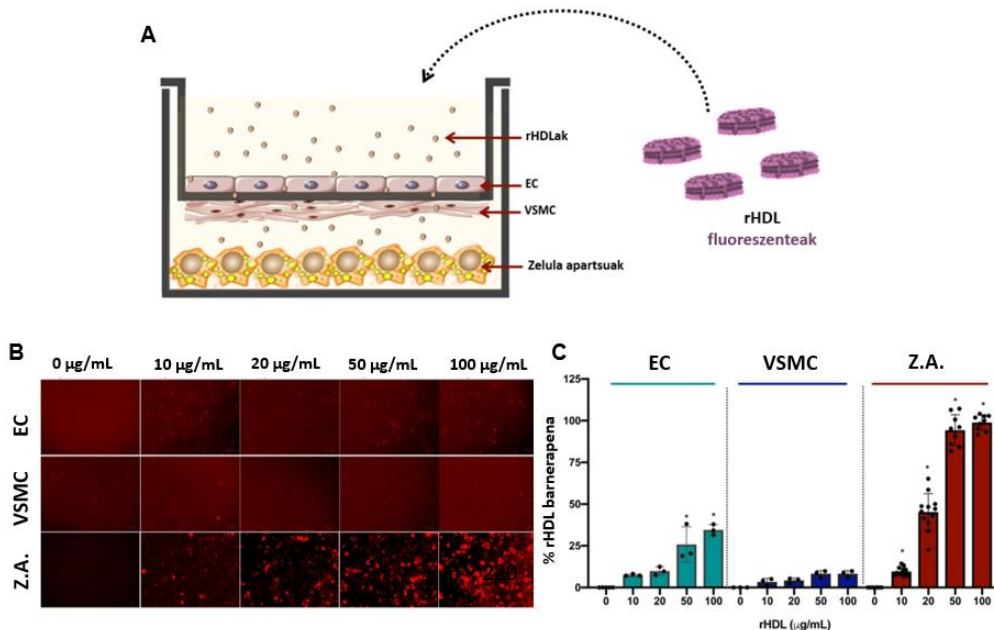 A
rHDLak
EC
VSMC
Zelula apartsuak
rHDL
fluoreszenteak
B
0 µg/mL
10 µg/mL
20 µg/mL
50 µg/mL
100 µg/mL
EC
VSMC
Z.A.
C
EC
VSMC
Z.A.
% rHDL barnerapena
125
100
75
50
25
0
* * * * * *
0 10 20 50 100 0 10 20 50 100 0 10 20 50 100
rHDL (µg/mL)